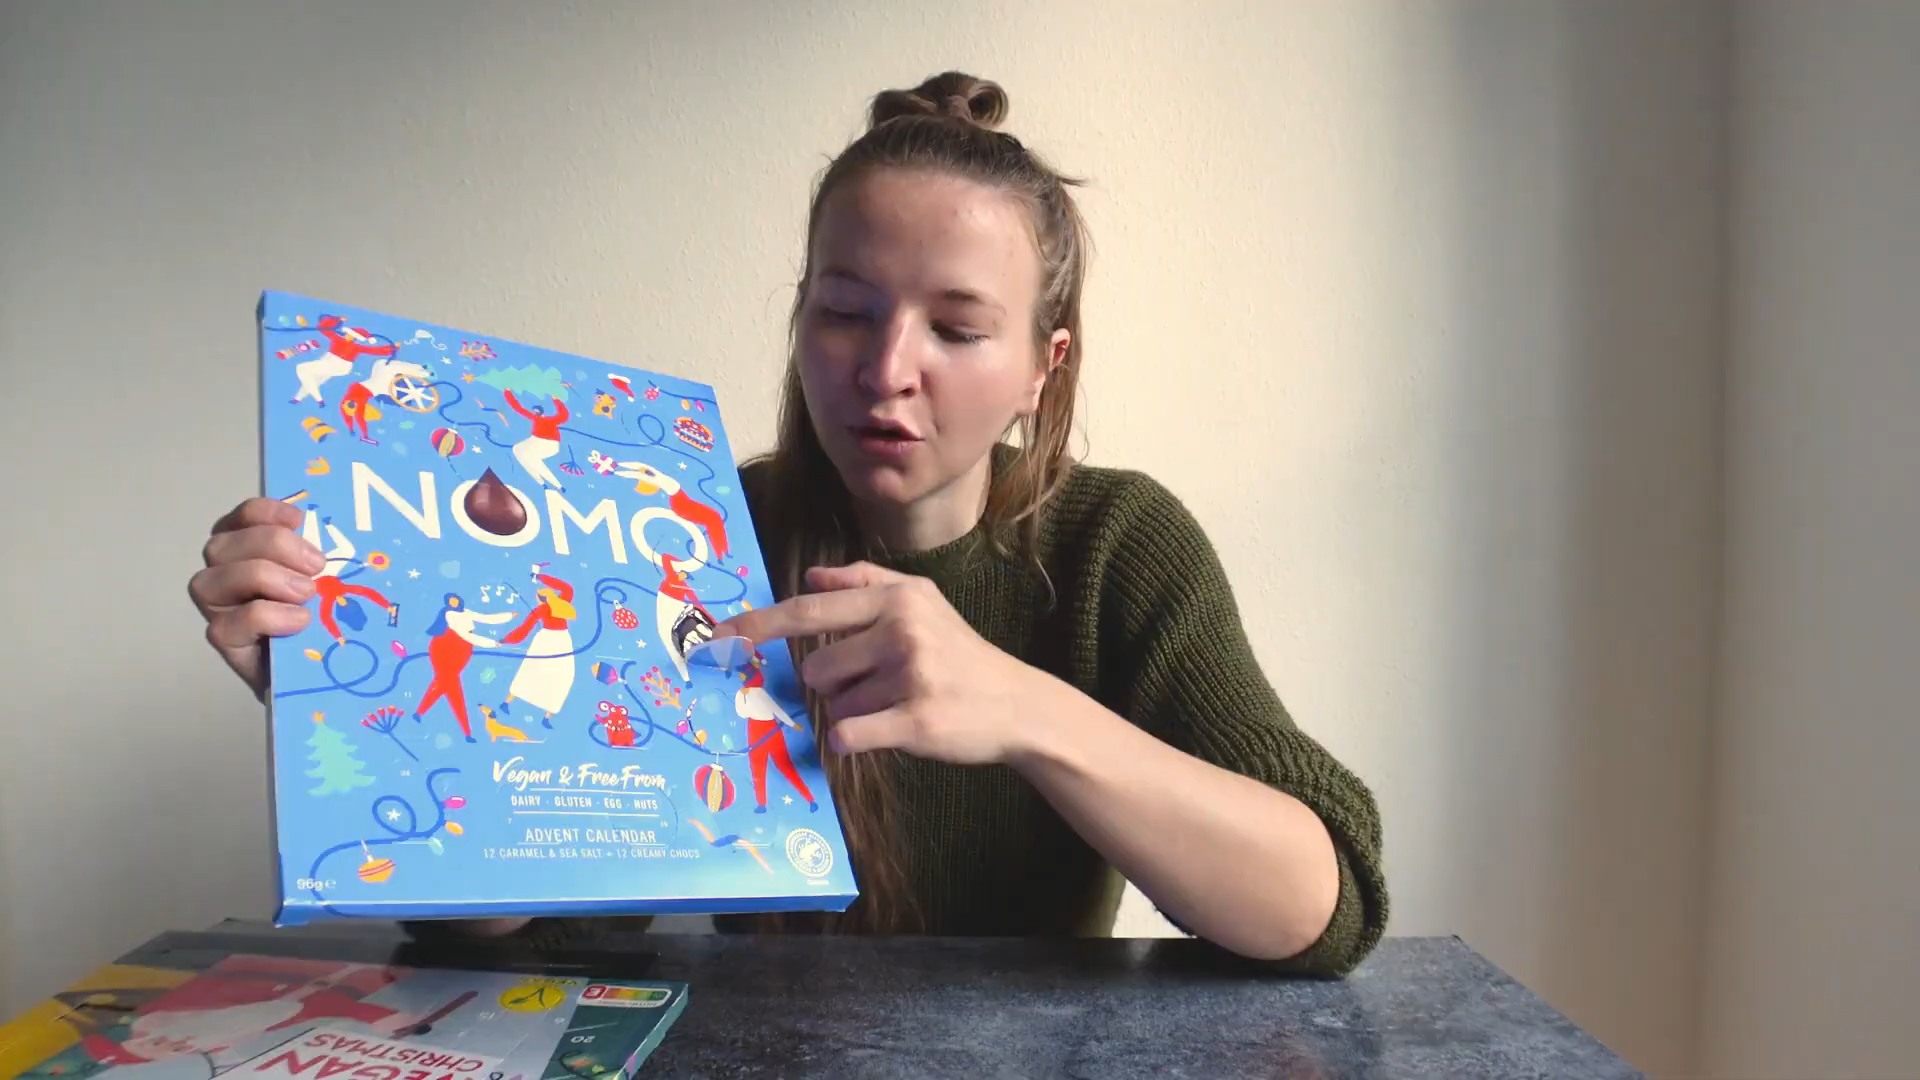 NOMO
Vegan & Free From
DAIRY - GLUTEN - EGG - NUTS
ADVENT CALENDAR
12 CARAMEL & SEA SALT + 12 CREAMY CHOCS
96g e
VEGAN
CHRISTMAS
20